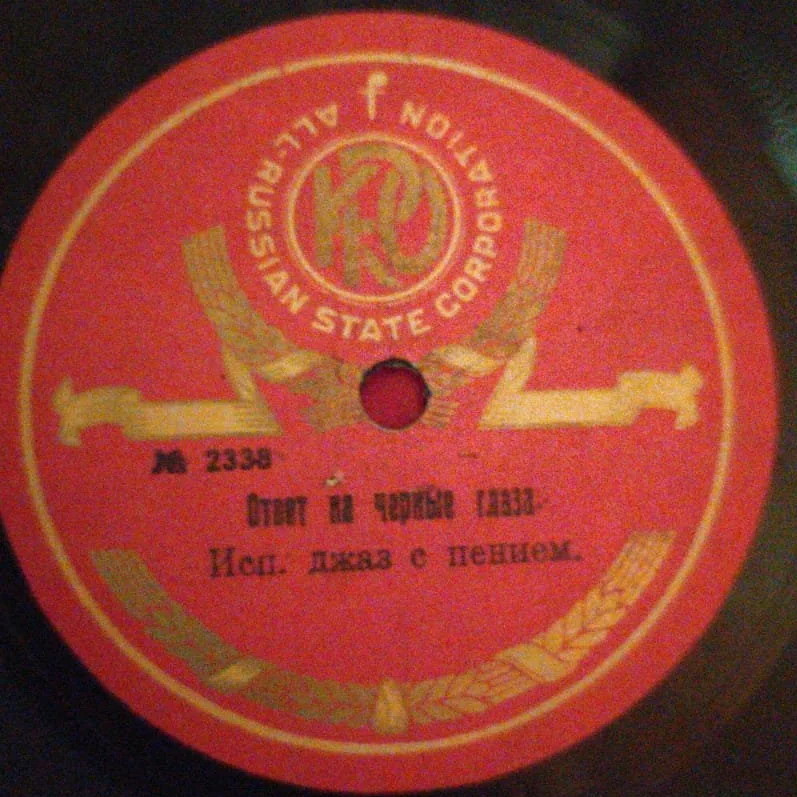 ALL-RUSSIAN STATE CORPORATION
№ 2338
Ответ на черные глаза
Исп. джаз с пением.